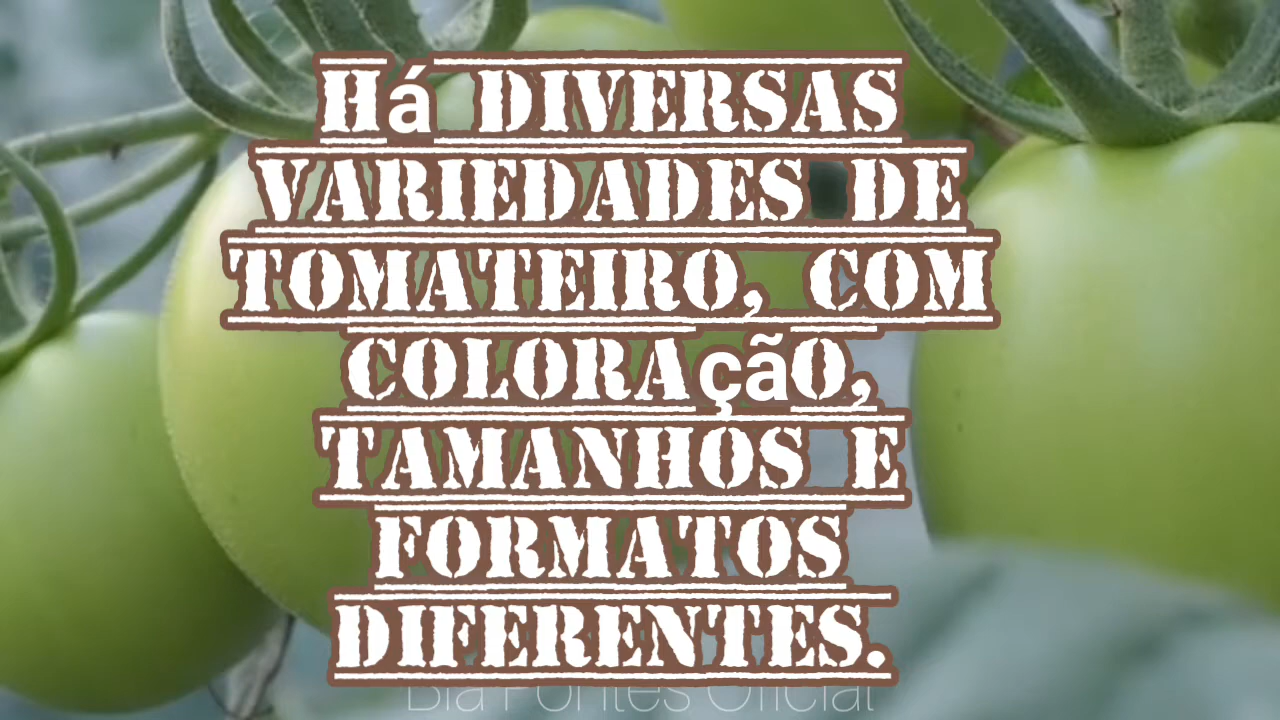 Há DIVERSAS
VARIEDADES DE
TOMATEIRO, COM
COLORAçãO,
TAMANHOS E
FORMATOS
DIFERENTES.
Bia Pontes Oficial